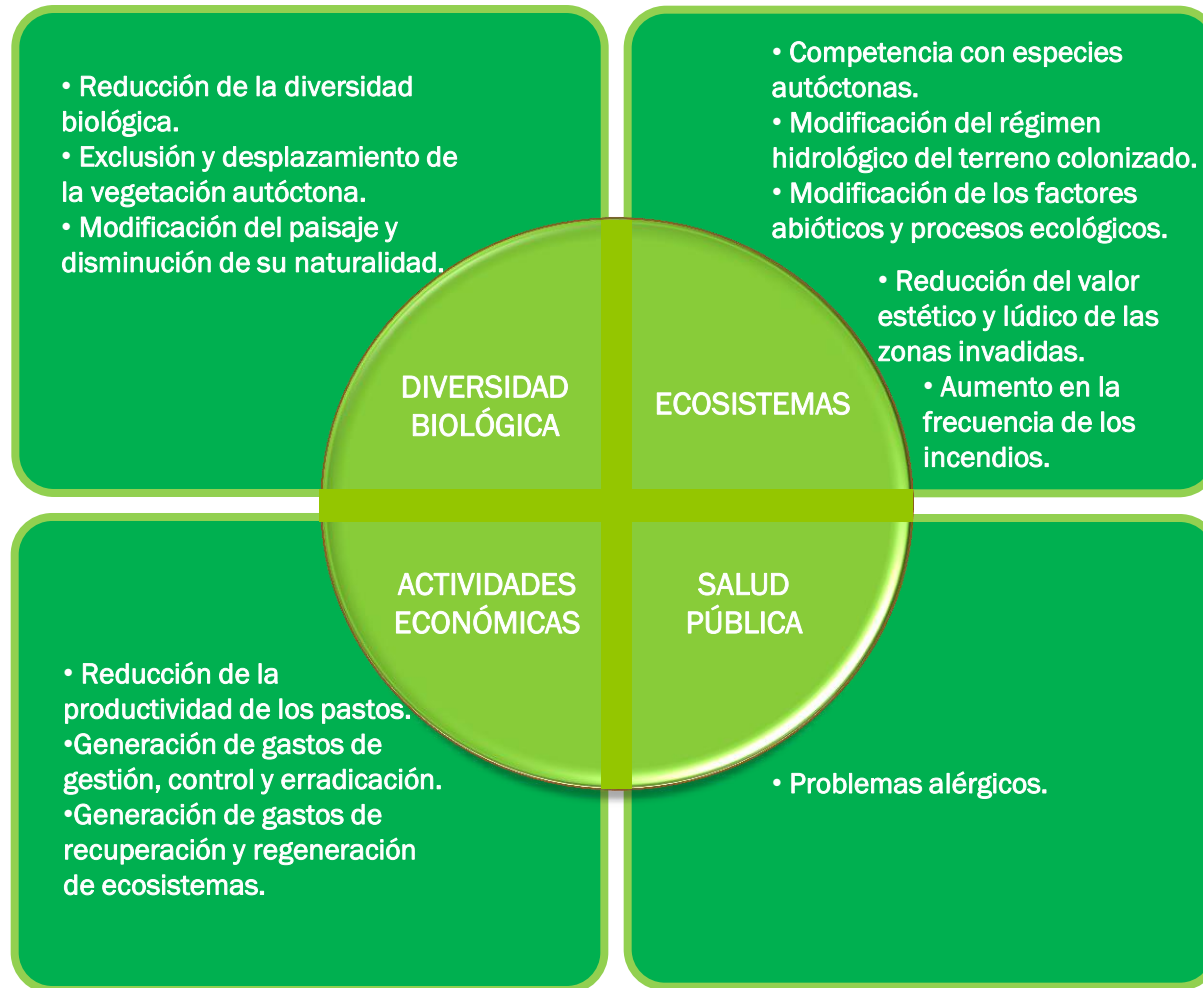 • Reducción de la diversidad
biológica.
• Exclusión y desplazamiento de
la vegetación autóctona.
• Modificación del paisaje y
disminución de su naturalidad.
• Competencia con especies
autóctonas.
• Modificación del régimen
hidrológico del terreno colonizado.
• Modificación de los factores
abióticos y procesos ecológicos.
• Reducción del valor
estético y lúdico de las
zonas invadidas.
• Aumento en la
frecuencia de los
incendios.
DIVERSIDAD
BIOLÓGICA
ECOSISTEMAS
ACTIVIDADES
ECONÓMICAS
SALUD
PÚBLICA
• Reducción de la
productividad de los pastos.
•Generación de gastos de
gestión, control y erradicación.
•Generación de gastos de
recuperación y regeneración
de ecosistemas.
• Problemas alérgicos.